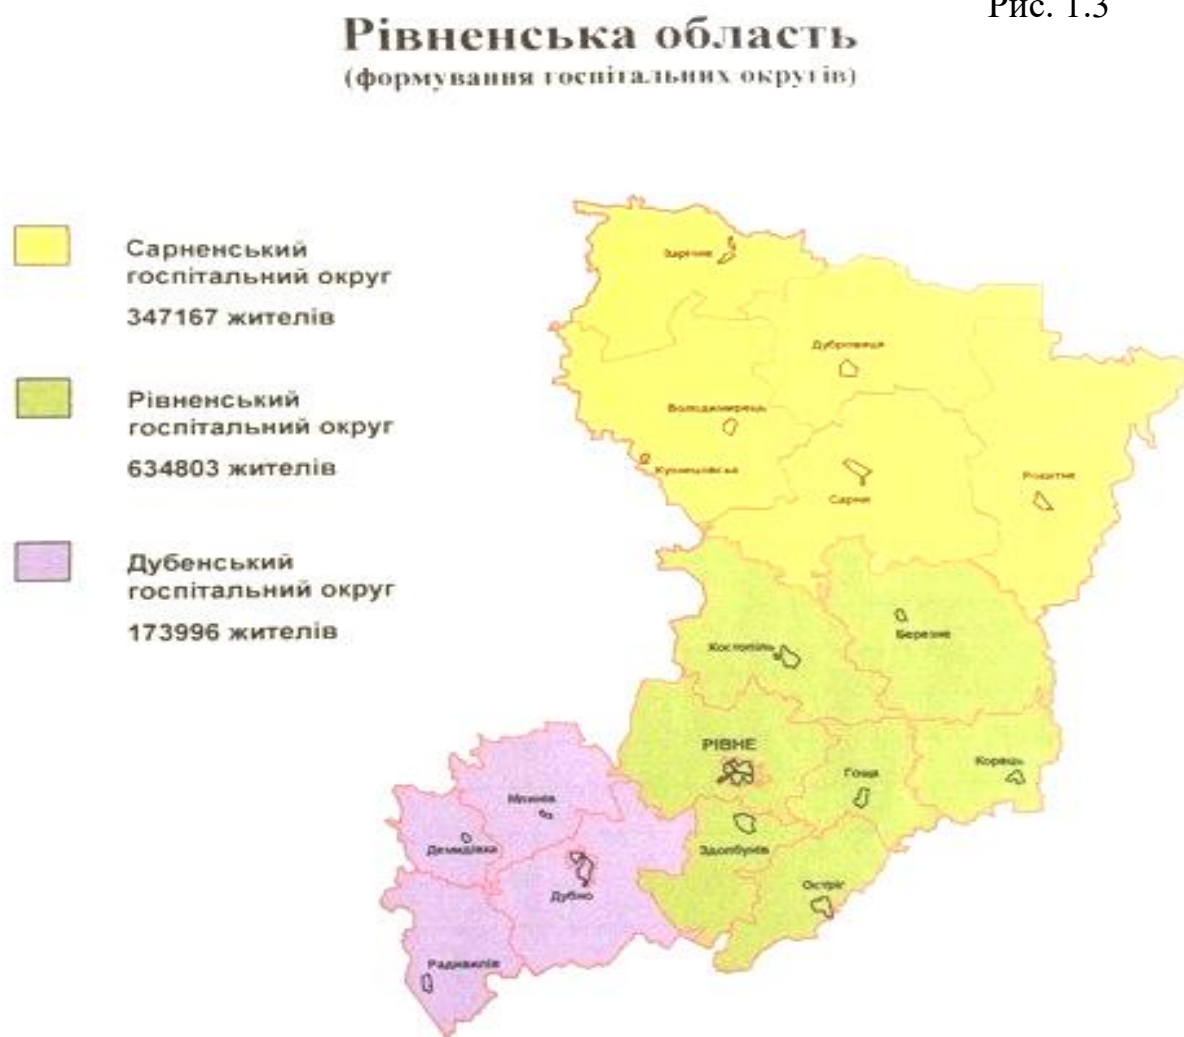 Рис. 1.3
Рівненська область
(формування госпітальних округів)
Сарненський
госпітальний округ
347167 жителів
Рівненський
госпітальний округ
634803 жителів
Дубенський
госпітальний округ
173996 жителів
Зарічне
Дубровиця
Володимирець
Кузнецовськ
Сарни
Рокитне
Березне
Костопіль
РІВНЕ
Гоща
Корець
Млинів
Демидівка
Здолбунів
Дубно
Острог
Радивилів